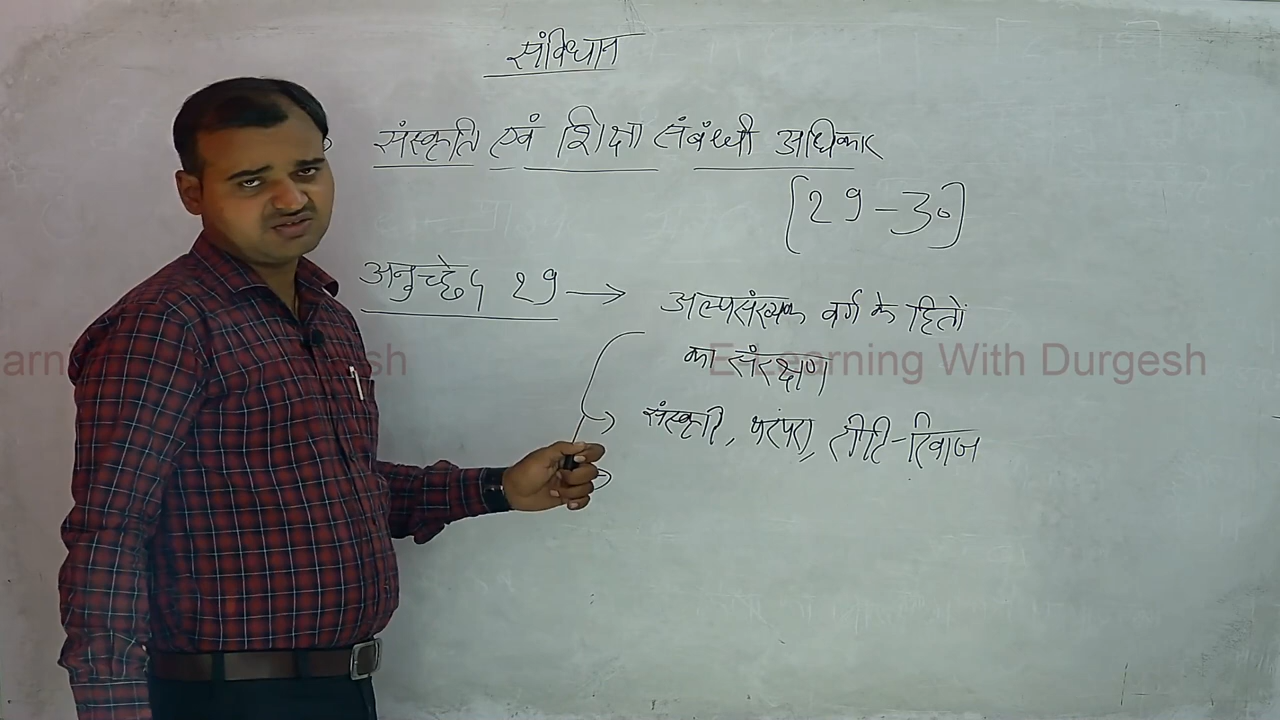 संविधान
संस्कृति एवं शिक्षा संबंधी अधिकार
[29-30]
अनुच्छेद 29 → अल्पसंख्यक वर्ग के हितों
का संरक्षण
E-Learning With Durgesh
संस्कृति, परंपरा, रीति-रिवाज